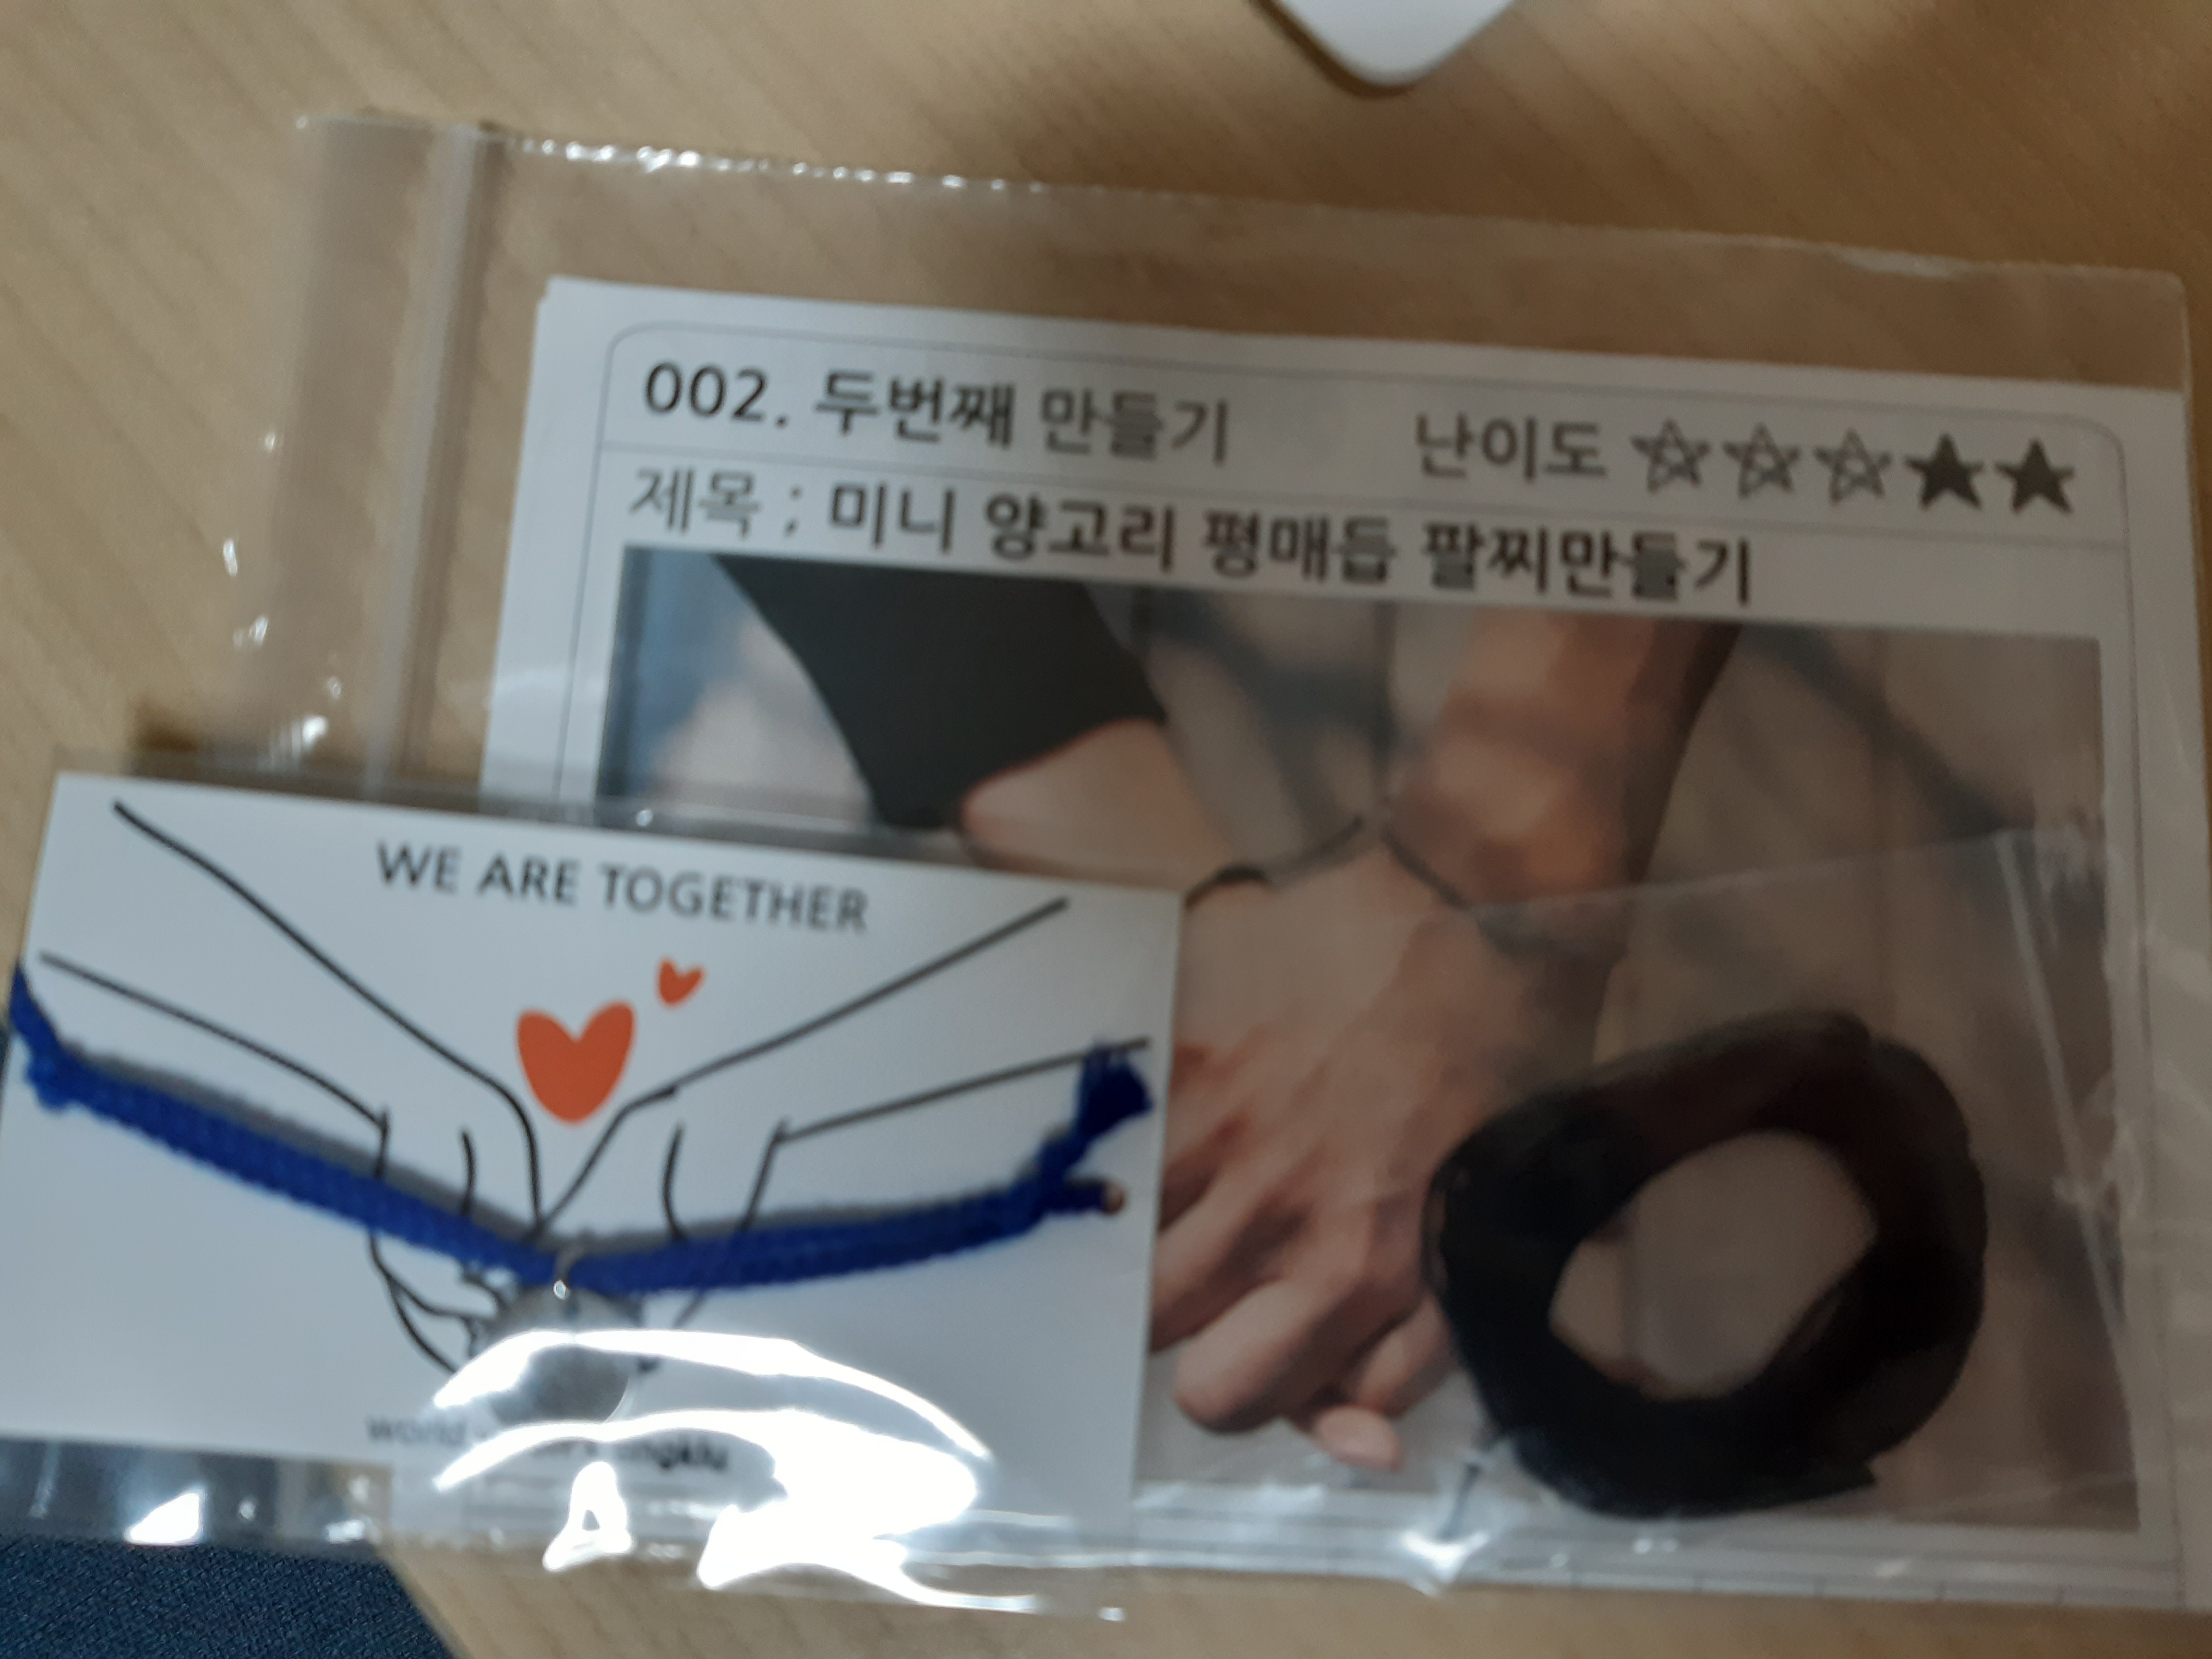 002. 두번째 만들기 난이도 ☆☆☆★★
제목 ; 미니 양고리 평매듭 팔찌만들기
WE ARE TOGETHER
world